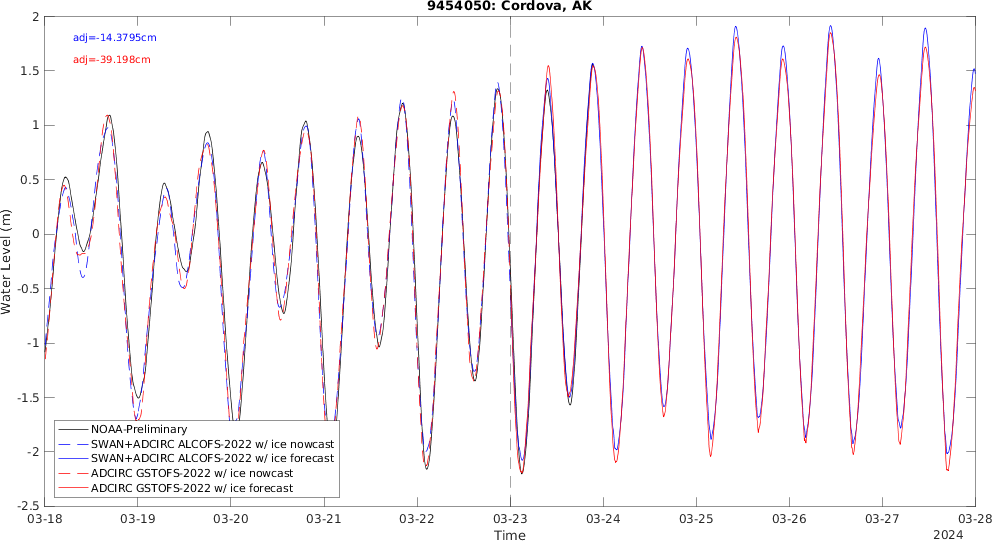 9454050: Cordova, AK
adj=-14.3795cm
adj=-39.198cm
2
1.5
1
0.5
0
-0.5
-1
-1.5
-2
-2.5
Water Level (m)
NOAA-Preliminary
SWAN+ADCIRC ALCOFS-2022 w/ ice nowcast
SWAN+ADCIRC ALCOFS-2022 w/ ice forecast
ADCIRC GSTOFS-2022 w/ ice nowcast
ADCIRC GSTOFS-2022 w/ ice forecast
03-18 03-19 03-20 03-21 03-22 03-23 03-24 03-25 03-26 03-27 03-28
Time
2024